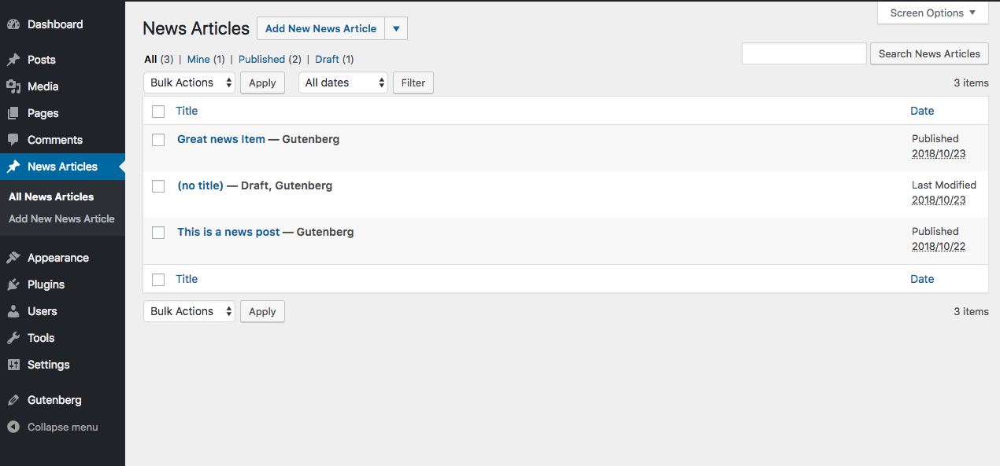 Dashboard
Posts
Media
Pages
Comments
News Articles
All News Articles
Add New News Article
Appearance
Plugins
Users
Tools
Settings
Gutenberg
Collapse menu
Screen Options
News Articles Add New News Article
All (3) | Mine (1) | Published (2) | Draft (1)
Search News Articles
Bulk Actions Apply All dates Filter 3 items
Title Date
Great news Item — Gutenberg Published
2018/10/23
(no title) — Draft, Gutenberg Last Modified
2018/10/23
This is a news post — Gutenberg Published
2018/10/22
Title Date
Bulk Actions Apply 3 items